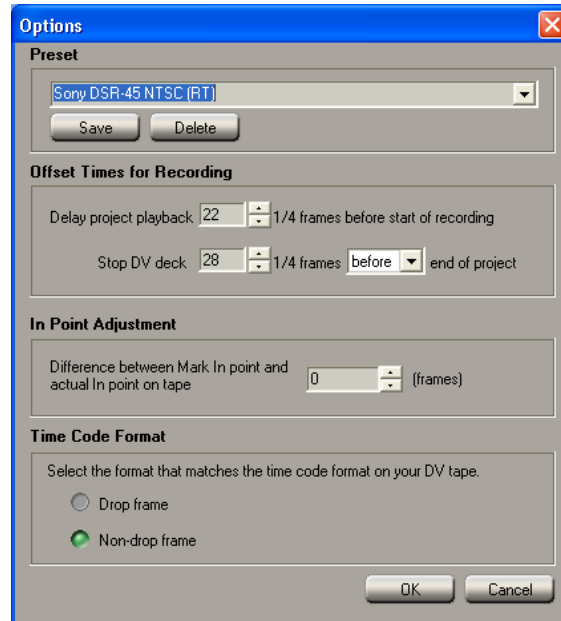 Options
Preset
Sony DSR-45 NTSC (RT)
Save Delete
Offset Times for Recording
Delay project playback 22 1/4 frames before start of recording
Stop DV deck 28 1/4 frames before end of project
In Point Adjustment
Difference between Mark In point and
actual In point on tape 0 (frames)
Time Code Format
Select the format that matches the time code format on your DV tape.
Drop frame
Non-drop frame
OK Cancel